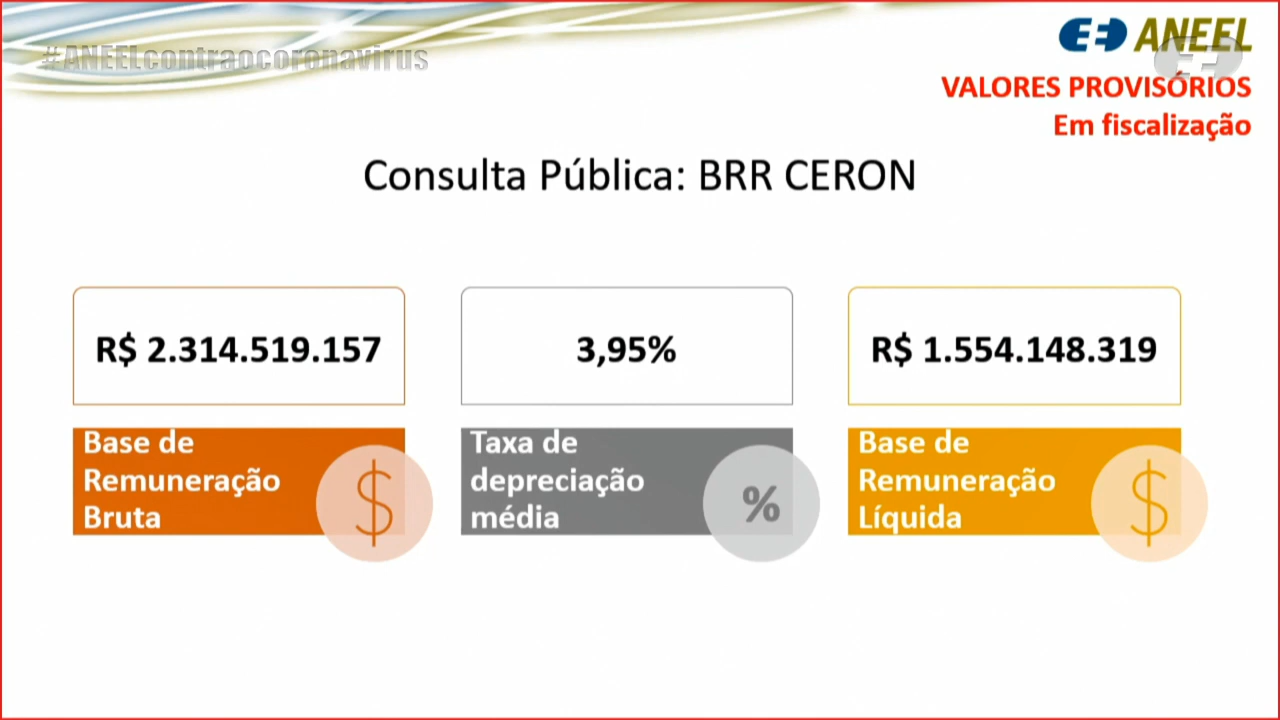 #ANEELcontraocoronavirus
ANEEL
VALORES PROVISÓRIOS
Em fiscalização
Consulta Pública: BRR CERON
R$ 2.314.519.157
3,95%
R$ 1.554.148.319
Base de
Remuneração
Bruta
$
Taxa de
depreciação
média
%
Base de
Remuneração
Líquida
$